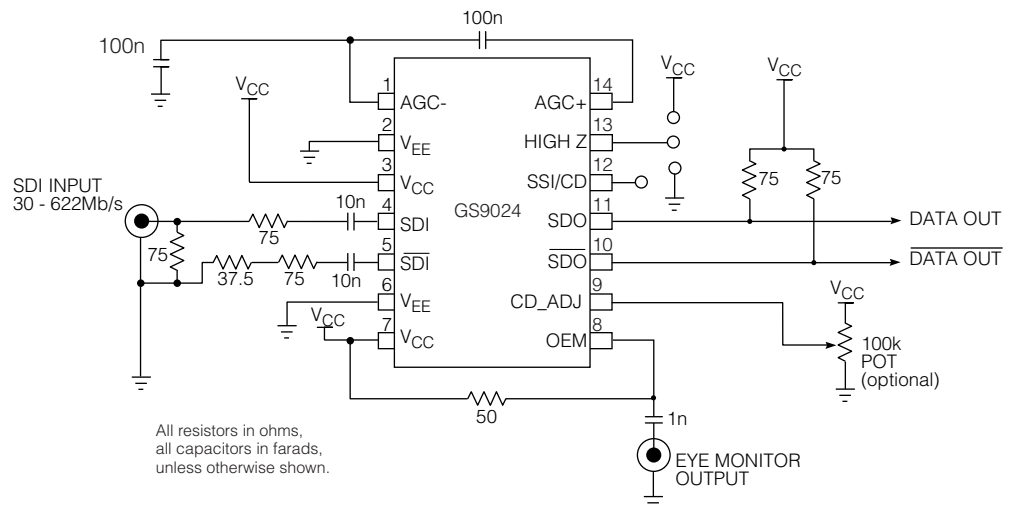 100n
100n
VCC
VCC
VCC
1
AGC-
14
AGC+
2
VEE
13
HIGH Z
3
VCC
12
SSI/CD
75
75
SDI INPUT
30 - 622Mb/s
10n
4
SDI
GS9024
11
SDO
DATA OUT
75
75
5
SDI
10
SDO
DATA OUT
37.5
75
10n
6
VEE
9
CD_ADJ
VCC
VCC
7
VCC
8
OEM
100k
POT
(optional)
50
1n
All resistors in ohms,
all capacitors in farads,
unless otherwise shown.
EYE MONITOR
OUTPUT